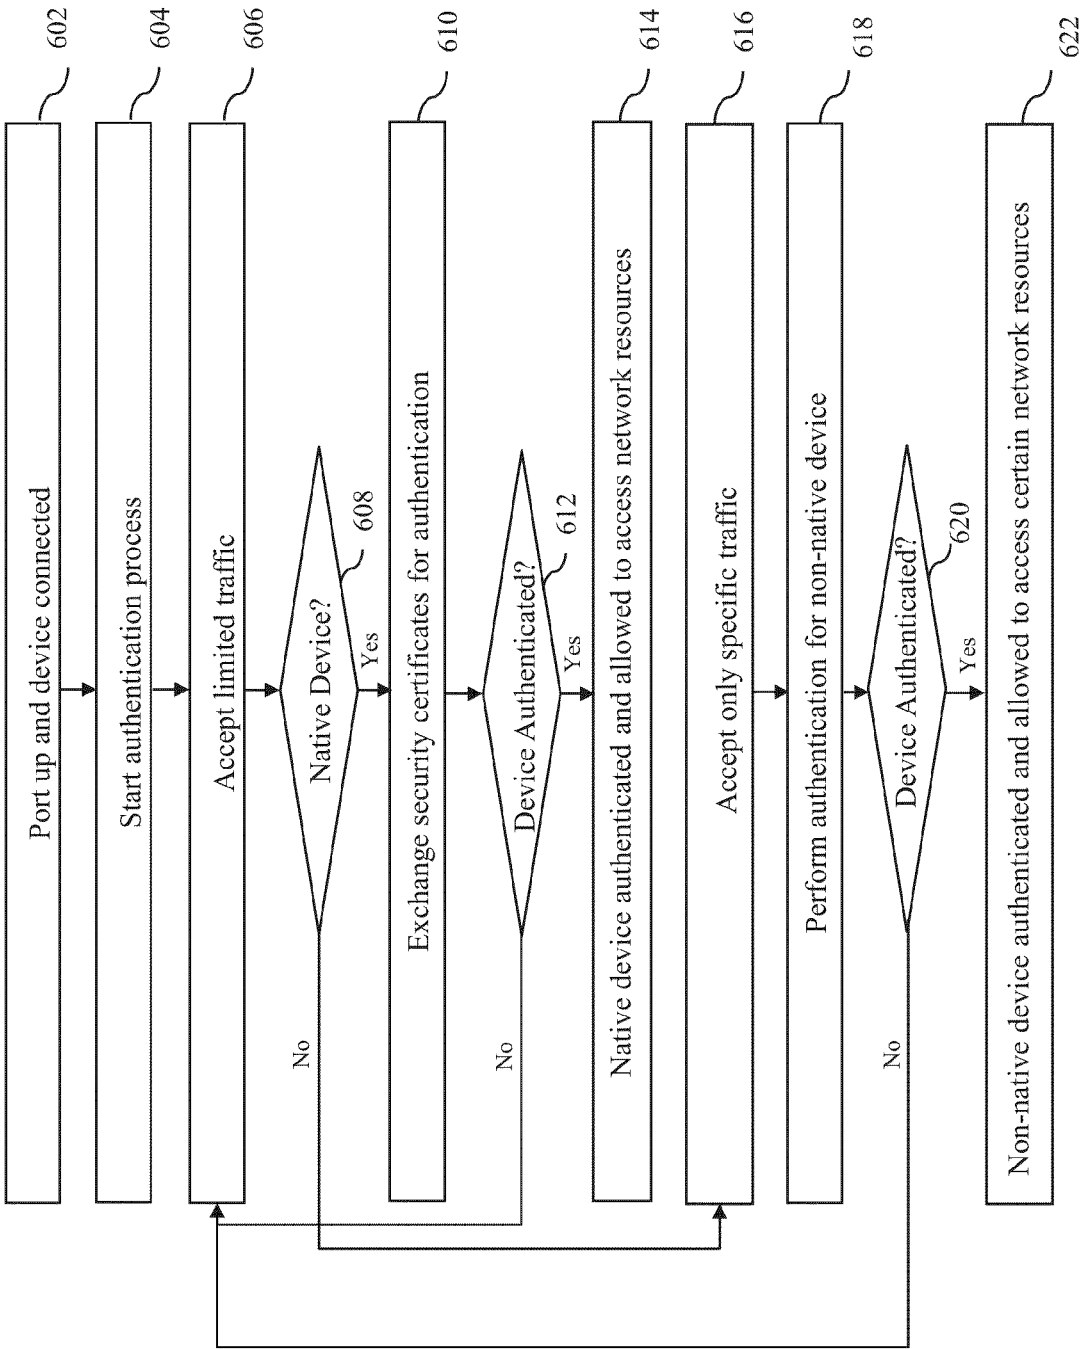 Port up and device connected
602
Start authentication process
604
Accept limited traffic
606
Native Device?
608
Yes
No
Exchange security certificates for authentication
610
Device Authenticated?
612
Yes
No
Native device authenticated and allowed to access network resources
614
Accept only specific traffic
616
Perform authentication for non-native device
618
Device Authenticated?
620
Yes
No
Non-native device authenticated and allowed to access certain network resources
622